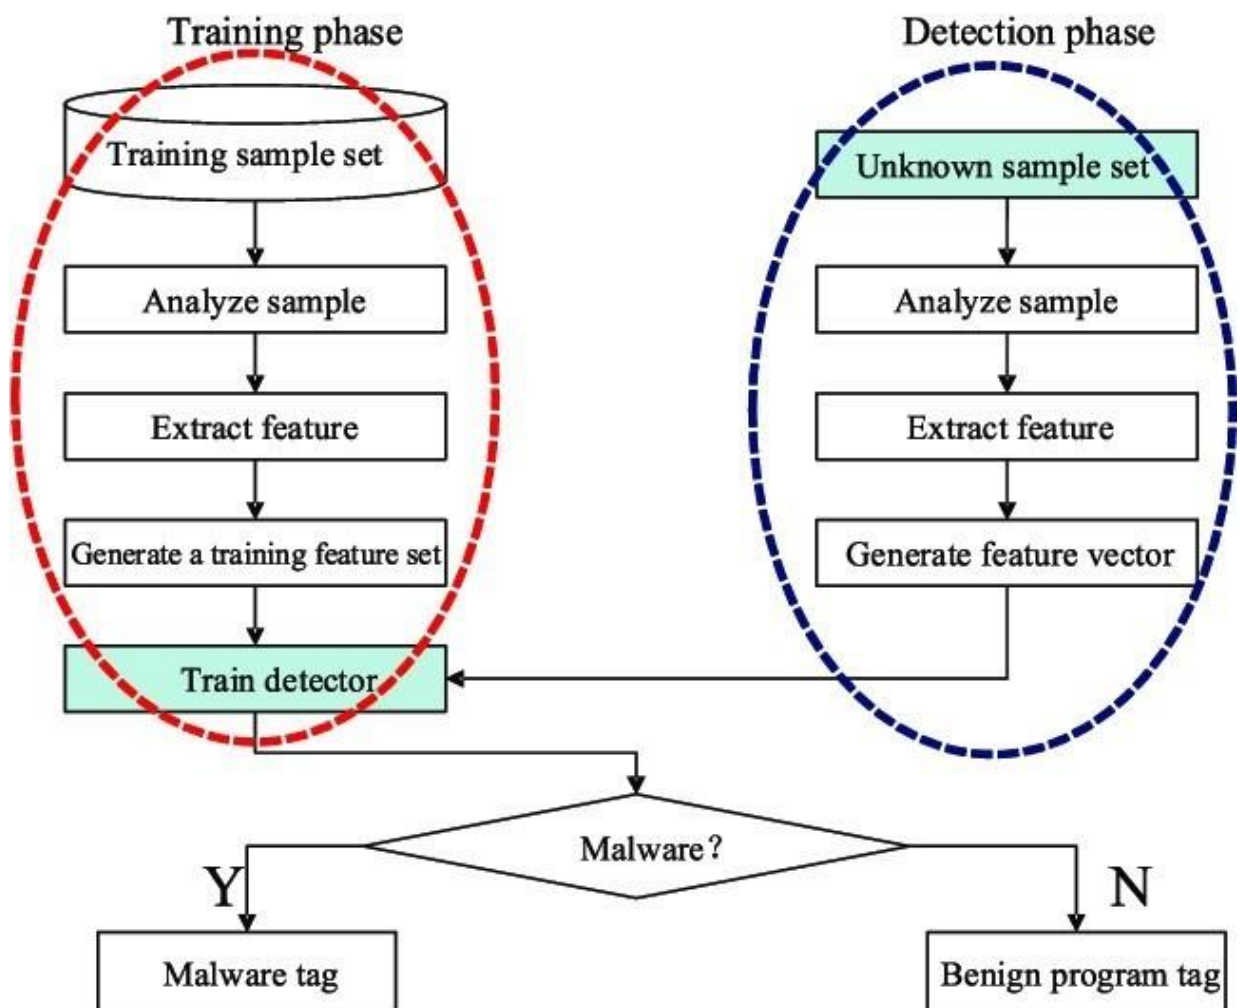 Training phase
Detection phase
Training sample set
Unknown sample set
Analyze sample
Analyze sample
Extract feature
Extract feature
Generate a training feature set
Generate feature vector
Train detector
Malware?
Y
N
Malware tag
Benign program tag